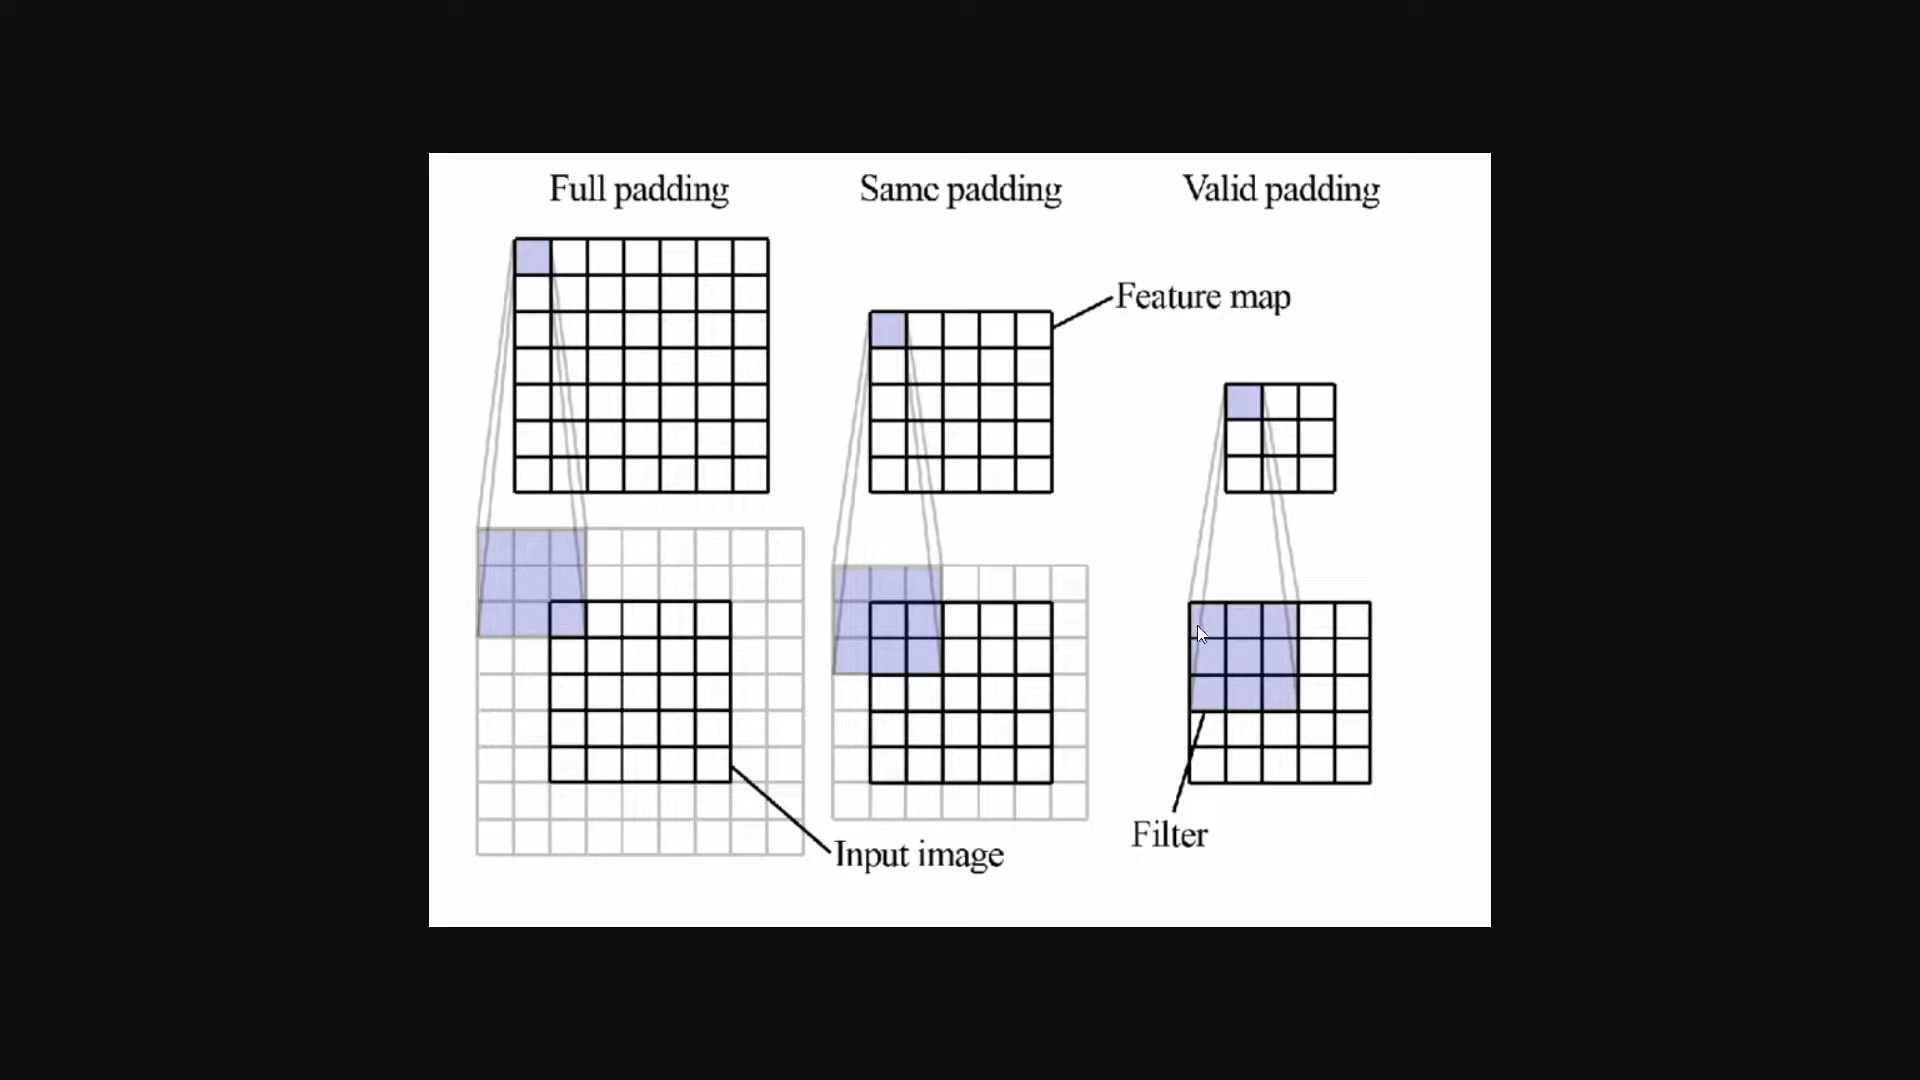 Full padding
Samc padding
Valid padding
Feature map
Filter
Input image